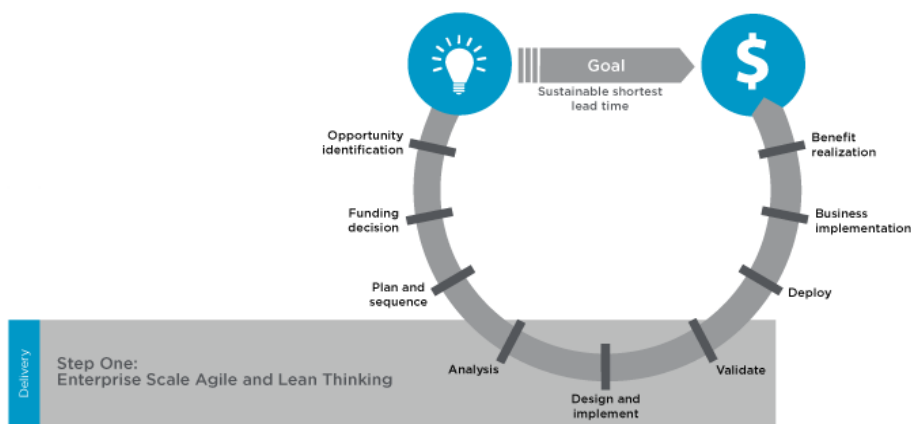 $
Goal
Sustainable shortest
lead time
Opportunity
identification
Funding
decision
Plan and
sequence
Analysis
Design and
implement
Validate
Deploy
Business
implementation
Benefit
realization
Delivery
Step One:
Enterprise Scale Agile and Lean Thinking